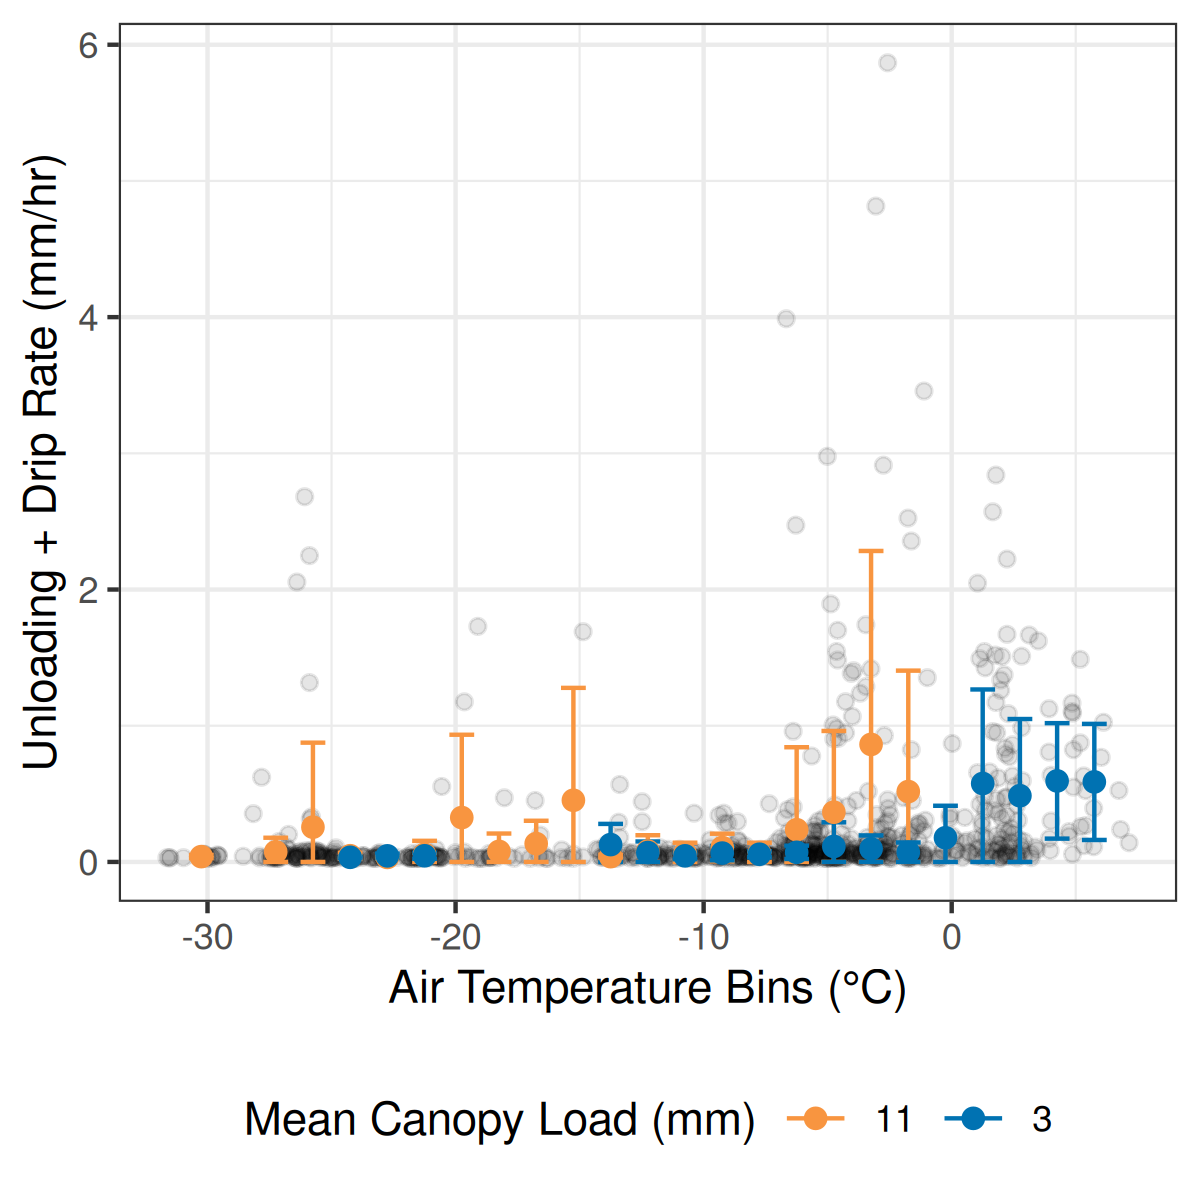 Unloading + Drip Rate (mm/hr)
6
4
2
0
-30 -20 -10 0
Air Temperature Bins (°C)
Mean Canopy Load (mm) 11 3